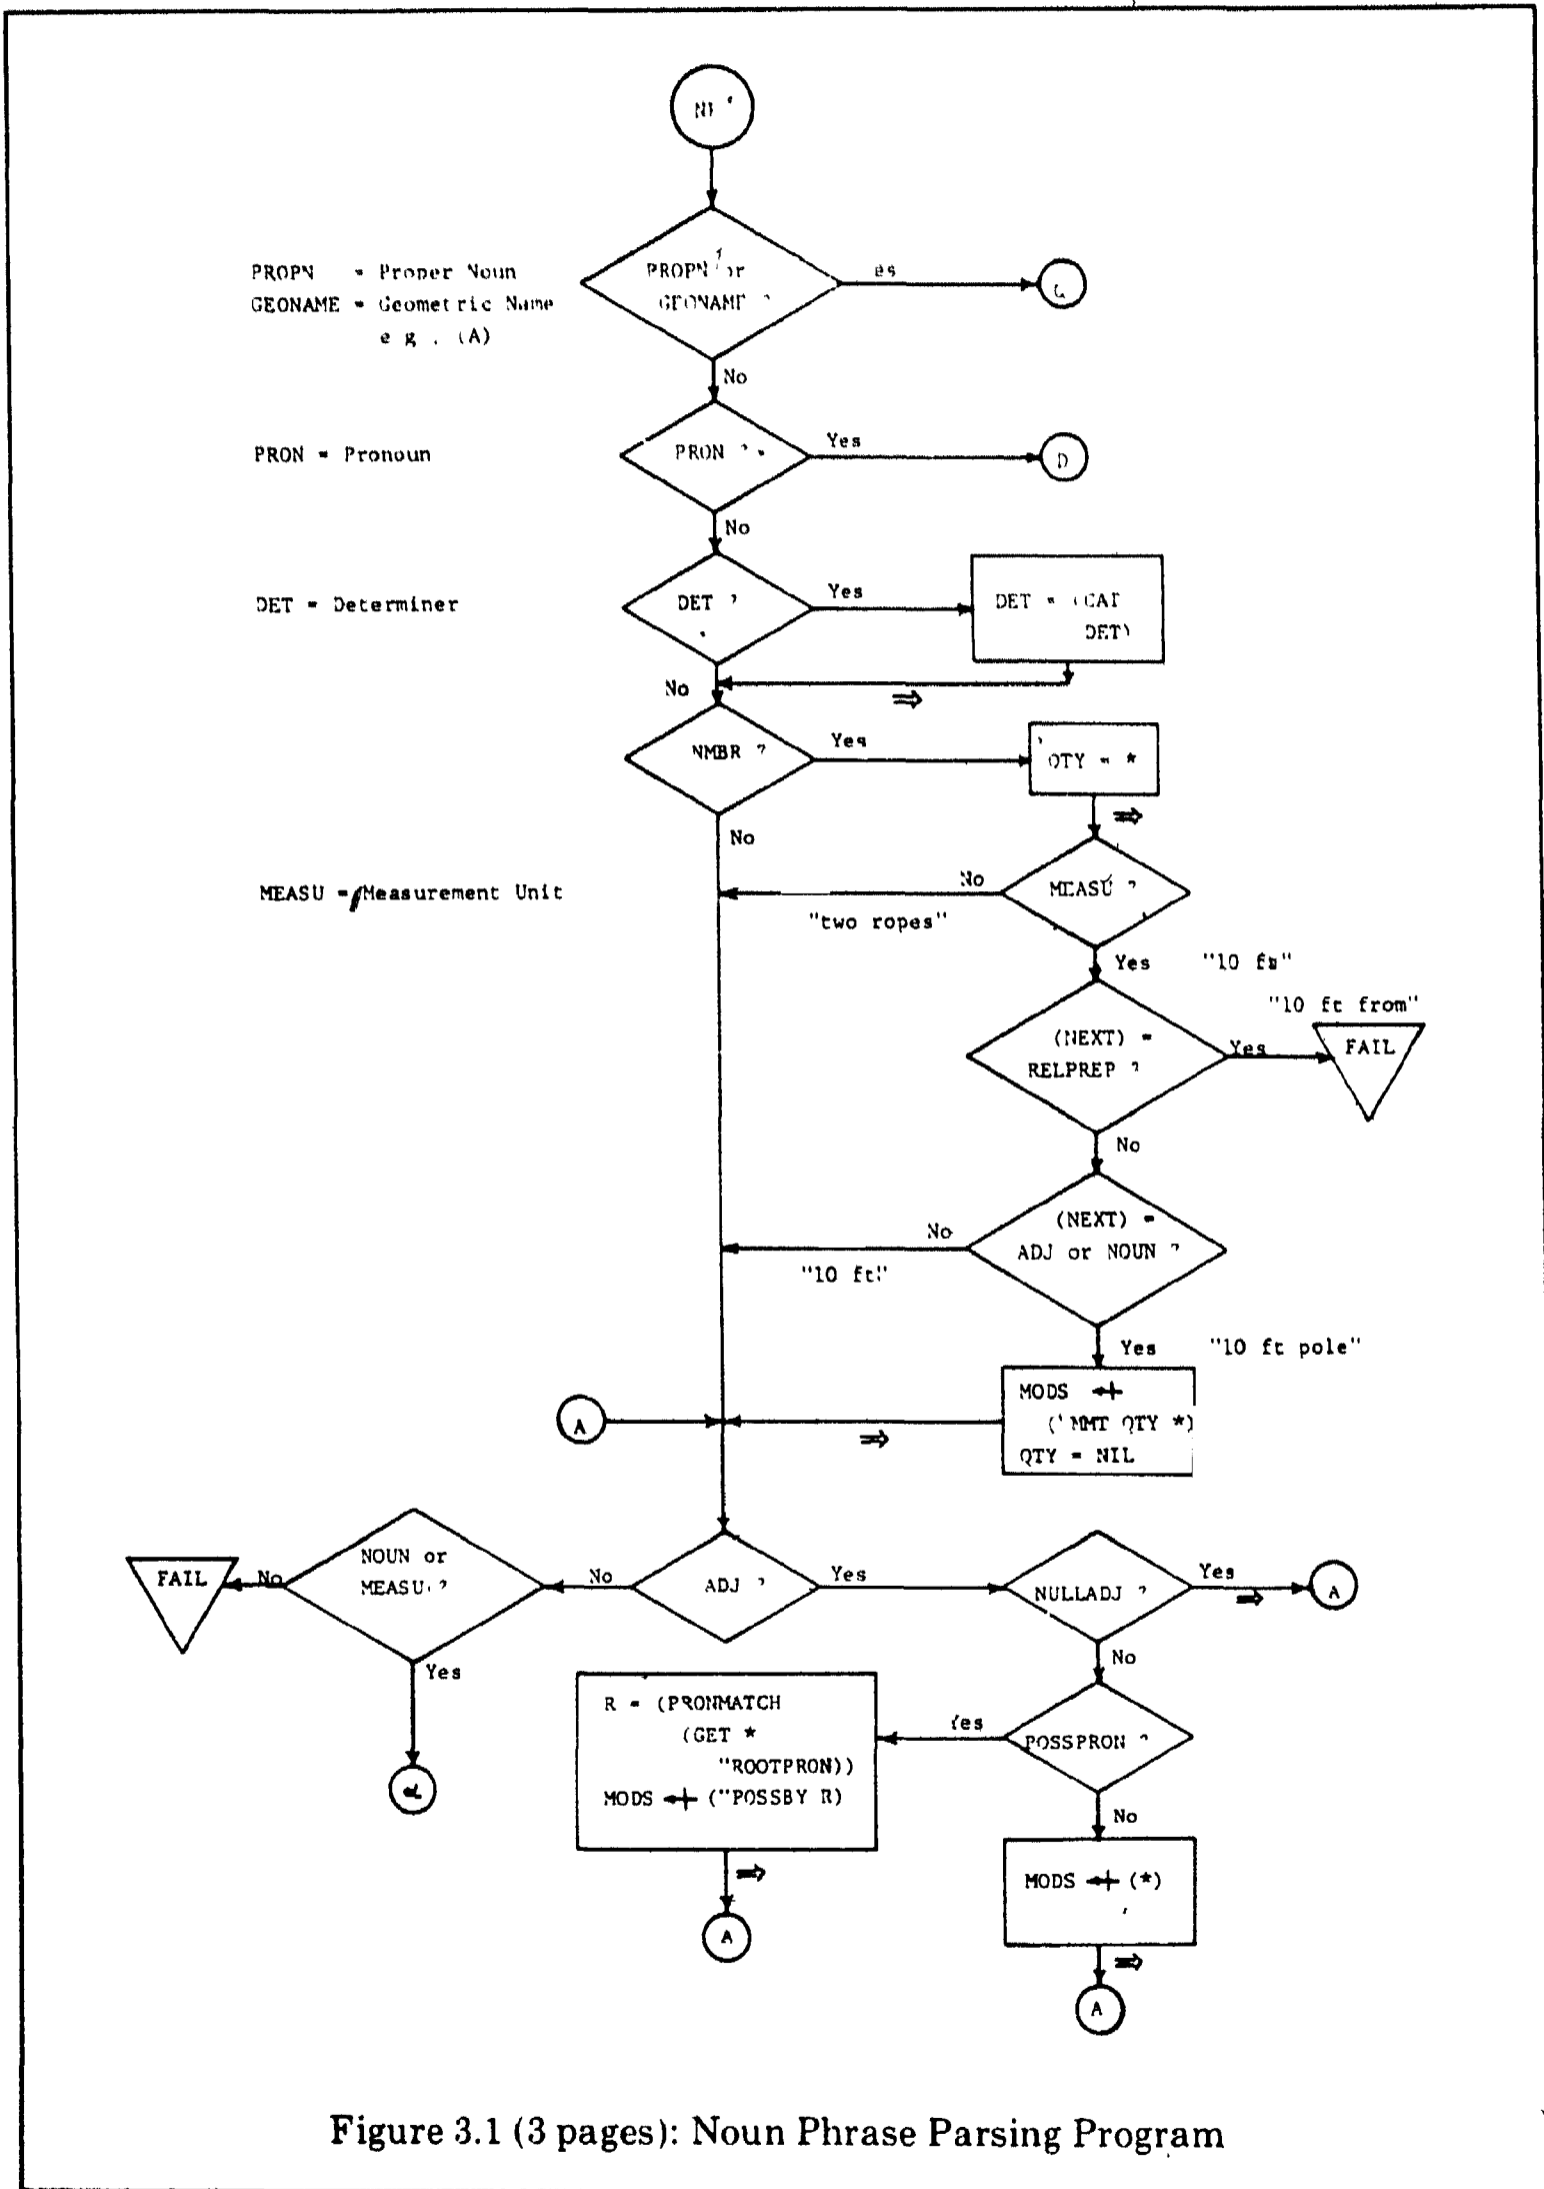 PROPN = Proper Noun
GEONAME = Geometric Name
e g . (A)
PROPN or
GEONAME ?
No
PRON = Pronoun
PRON ?
Yes
D
No
DET = Determiner
DET ?
Yes
DET = (CAT
DET)
No
⇒
NMBR ?
Yes
QTY = *
⇒
No
MEASU = Measurement Unit
No
MEASU ?
"two ropes"
Yes
"10 ft"
"10 ft from"
(NEXT) =
RELPREP ?
Yes
FAIL
No
(NEXT) =
ADJ or NOUN ?
No
"10 ft"
Yes
"10 ft pole"
A
MODS ←+
('MMT QTY *)
QTY = NIL
⇒
FAIL
No
NOUN or
MEASU ?
No
ADJ ?
Yes
NULLADJ ?
Yes
⇒
A
Yes
No
R = (PRONMATCH
(GET *
"ROOTPRON))
MODS ←+ ("POSSBY R)
Yes
POSSPRON ?
α
No
⇒
A
MODS ←+ (*)
⇒
A
Figure 3.1 (3 pages): Noun Phrase Parsing Program